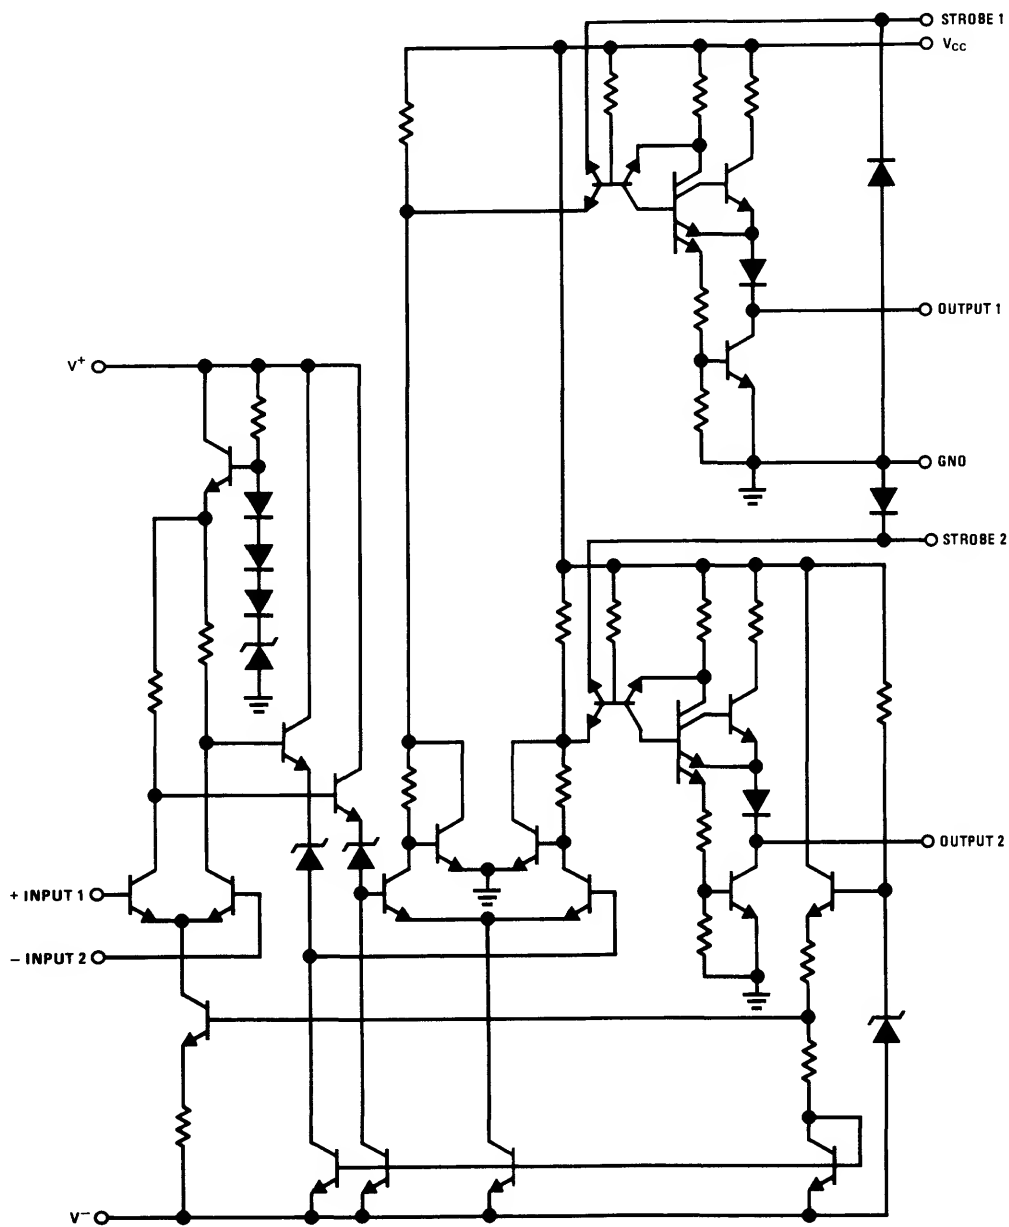 STROBE 1
VCC
OUTPUT 1
V+
GND
STROBE 2
OUTPUT 2
+ INPUT 1
− INPUT 2
V−